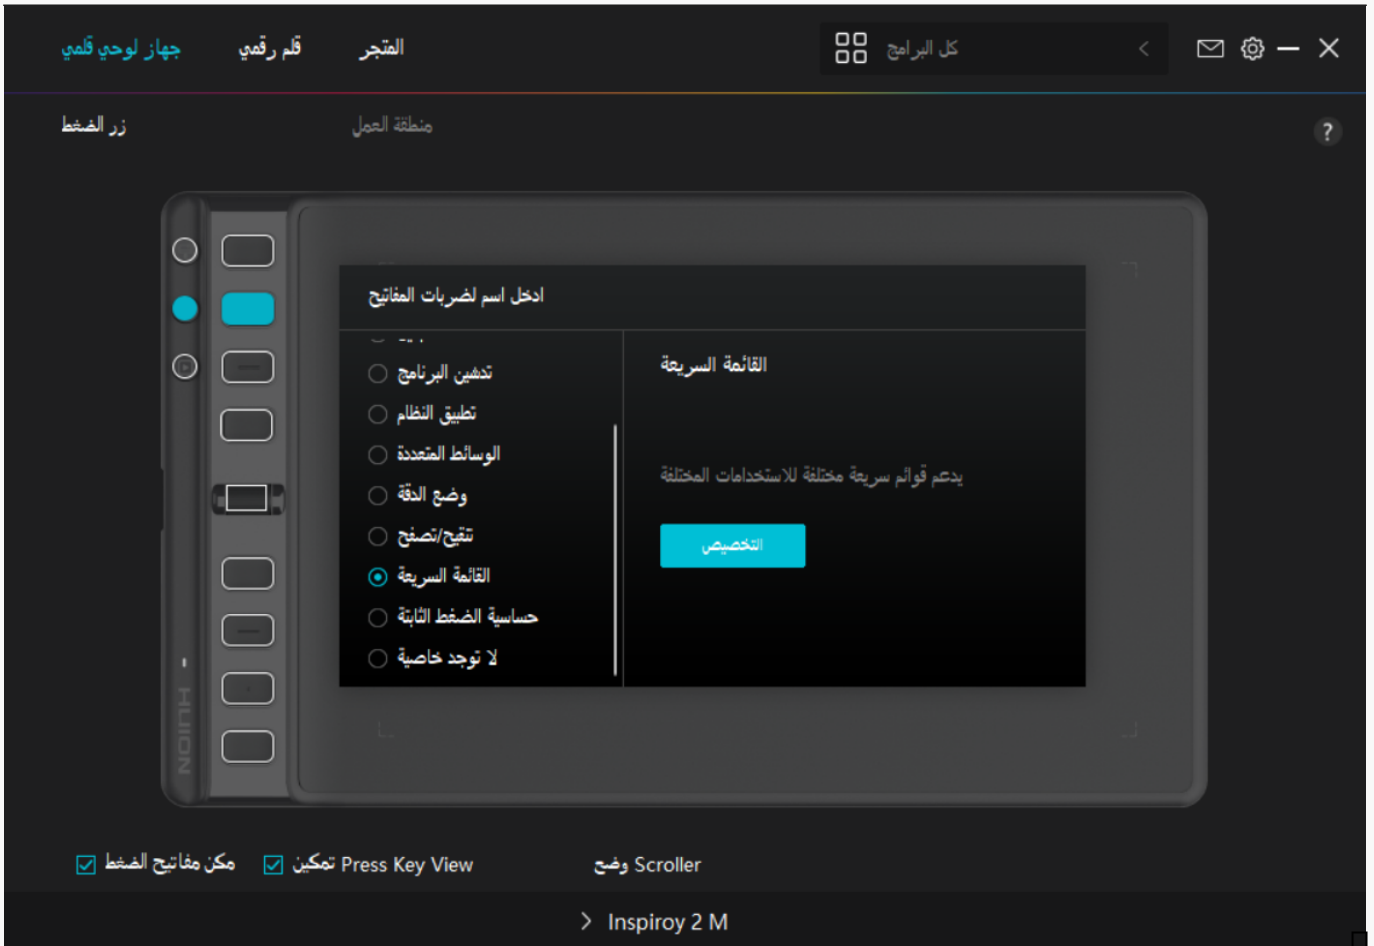 جهاز لوحي قلمي
قلم رقمي
المتجر
كل البرامج
زر الضغط
منطقة العمل
?
ادخل اسم لضربات المفاتيح
تدشين البرنامج
تطبيق النظام
الوسائط المتعددة
وضع الدقة
تنقيح/تصفح
القائمة السريعة
حساسية الضغط الثابتة
لا توجد خاصية
القائمة السريعة
يدعم قوائم سريعة مختلفة للاستخدامات المختلفة
التخصيص
HUION
مكن مفاتيح الضغط
تمكين Press Key View
وضع Scroller
Inspiroy 2 M